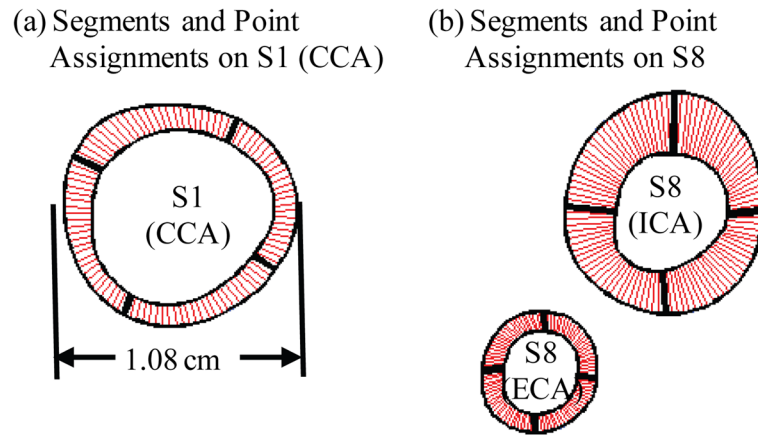 (a) Segments and Point
Assignments on S1 (CCA)
S1
(CCA)
1.08 cm
(b) Segments and Point
Assignments on S8
S8
(ICA)
S8
(ECA)